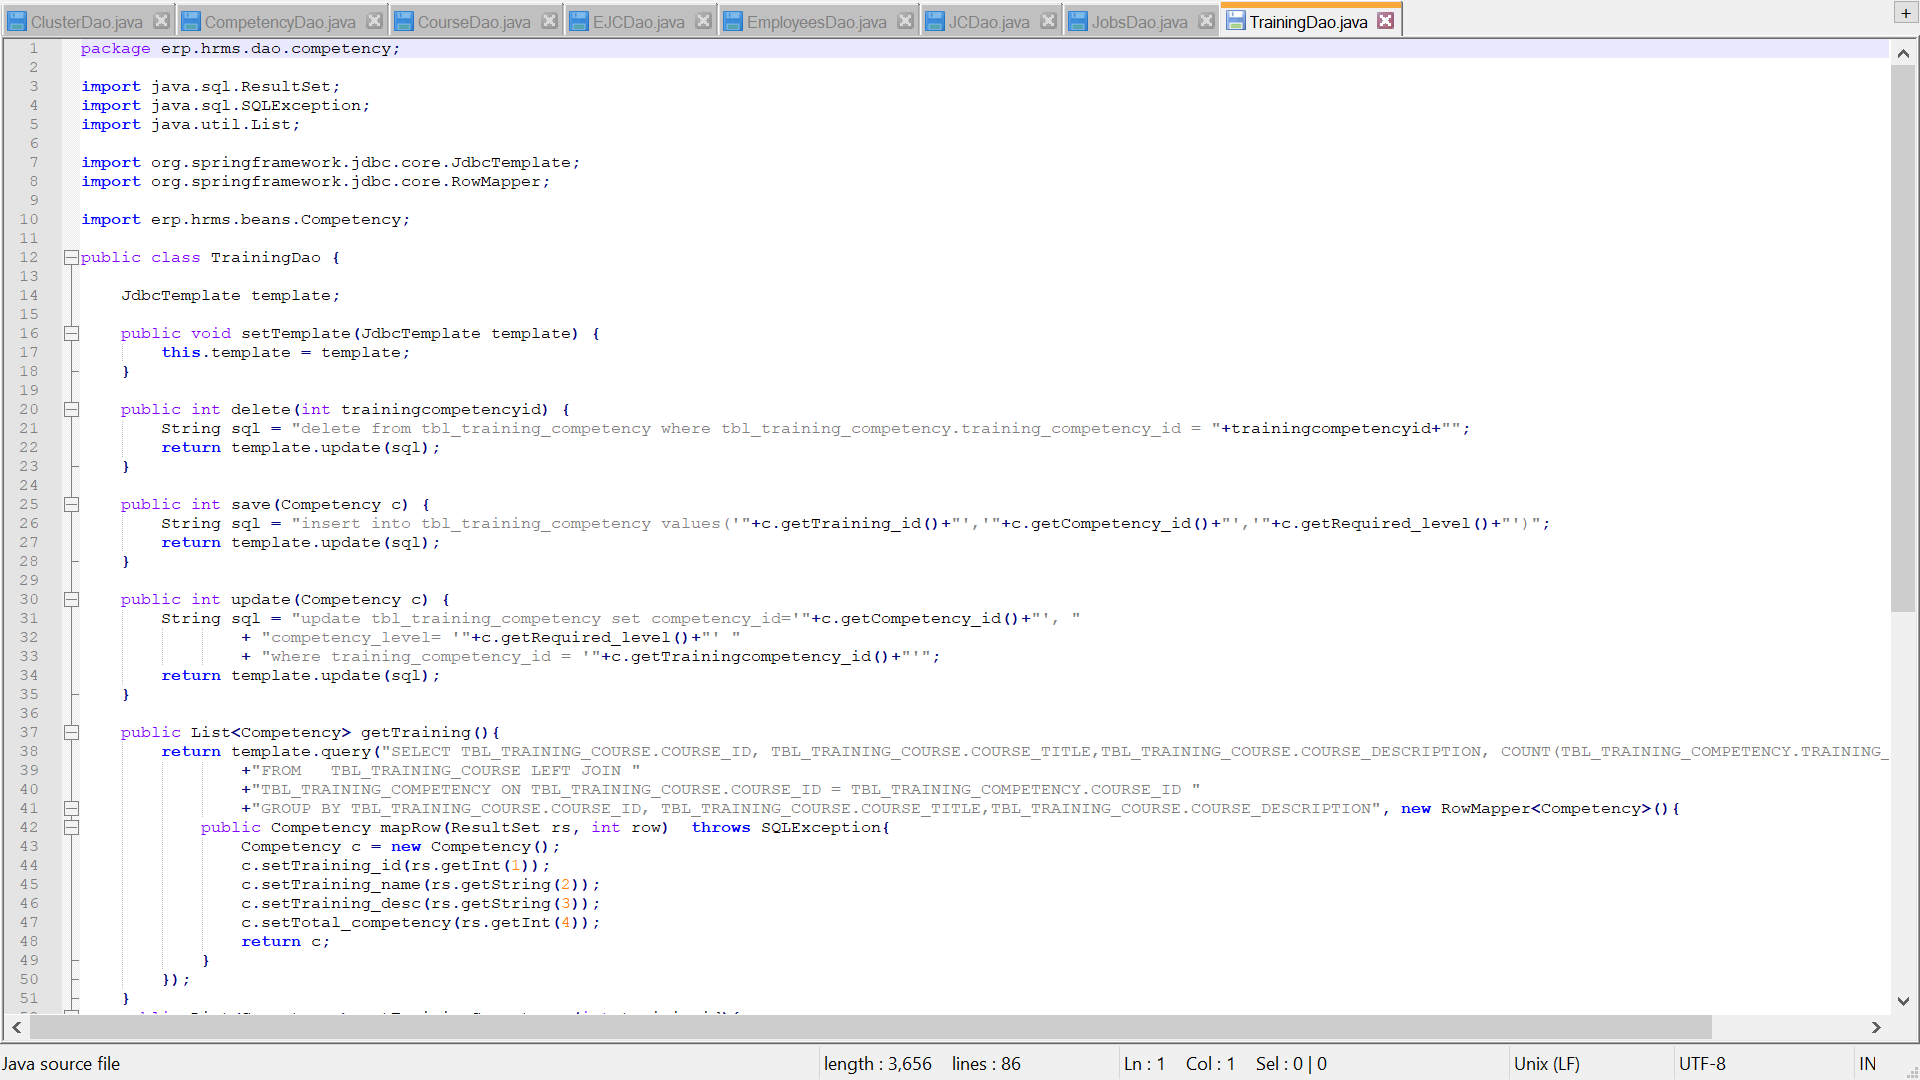 ClusterDao.java CompetencyDao.java CourseDao.java EJCDao.java EmployeesDao.java JCDao.java JobsDao.java TrainingDao.java +
1 package erp.hrms.dao.competency;
2
3 import java.sql.ResultSet;
4 import java.sql.SQLException;
5 import java.util.List;
6
7 import org.springframework.jdbc.core.JdbcTemplate;
8 import org.springframework.jdbc.core.RowMapper;
9
10 import erp.hrms.beans.Competency;
11
12 public class TrainingDao {
13
14 JdbcTemplate template;
15
16 public void setTemplate(JdbcTemplate template) {
17 this.template = template;
18 }
19
20 public int delete(int trainingcompetencyid) {
21 String sql = "delete from tbl_training_competency where tbl_training_competency.training_competency_id = "+trainingcompetencyid+"";
22 return template.update(sql);
23 }
24
25 public int save(Competency c) {
26 String sql = "insert into tbl_training_competency values('"+c.getTraining_id()+"','"+c.getCompetency_id()+"','"+c.getRequired_level()+"')";
27 return template.update(sql);
28 }
29
30 public int update(Competency c) {
31 String sql = "update tbl_training_competency set competency_id='"+c.getCompetency_id()+"', "
32 + "competency_level= '"+c.getRequired_level()+"' "
33 + "where training_competency_id = '"+c.getTrainingcompetency_id()+"'";
34 return template.update(sql);
35 }
36
37 public List<Competency> getTraining(){
38 return template.query("SELECT TBL_TRAINING_COURSE.COURSE_ID, TBL_TRAINING_COURSE.COURSE_TITLE,TBL_TRAINING_COURSE.COURSE_DESCRIPTION, COUNT(TBL_TRAINING_COMPETENCY.TRAINING_
39 +"FROM   TBL_TRAINING_COURSE LEFT JOIN "
40 +"TBL_TRAINING_COMPETENCY ON TBL_TRAINING_COURSE.COURSE_ID = TBL_TRAINING_COMPETENCY.COURSE_ID "
41 +"GROUP BY TBL_TRAINING_COURSE.COURSE_ID, TBL_TRAINING_COURSE.COURSE_TITLE,TBL_TRAINING_COURSE.COURSE_DESCRIPTION", new RowMapper<Competency>(){
42 public Competency mapRow(ResultSet rs, int row)  throws SQLException{
43 Competency c = new Competency();
44 c.setTraining_id(rs.getInt(1));
45 c.setTraining_name(rs.getString(2));
46 c.setTraining_desc(rs.getString(3));
47 c.setTotal_competency(rs.getInt(4));
48 return c;
49 }
50 });
51 }
Java source file length : 3,656 lines : 86 Ln : 1 Col : 1 Sel : 0 | 0 Unix (LF) UTF-8 IN